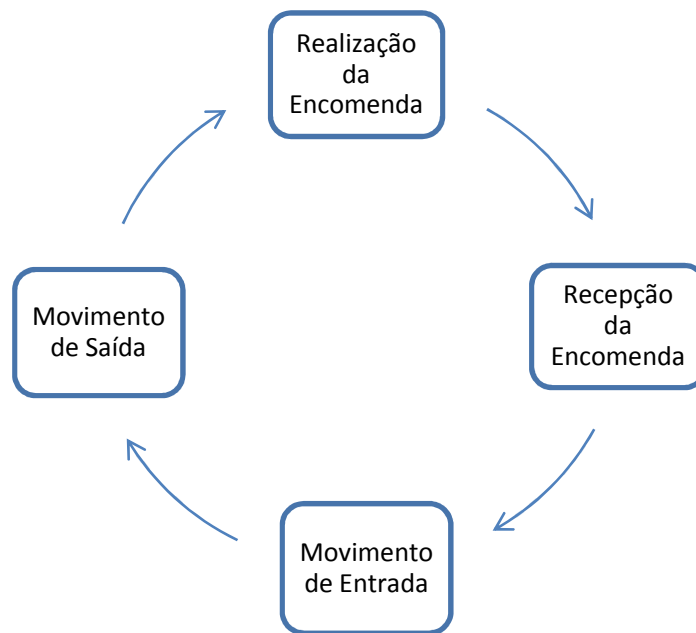 Realização
da
Encomenda
Recepção
da
Encomenda
Movimento
de Entrada
Movimento
de Saída